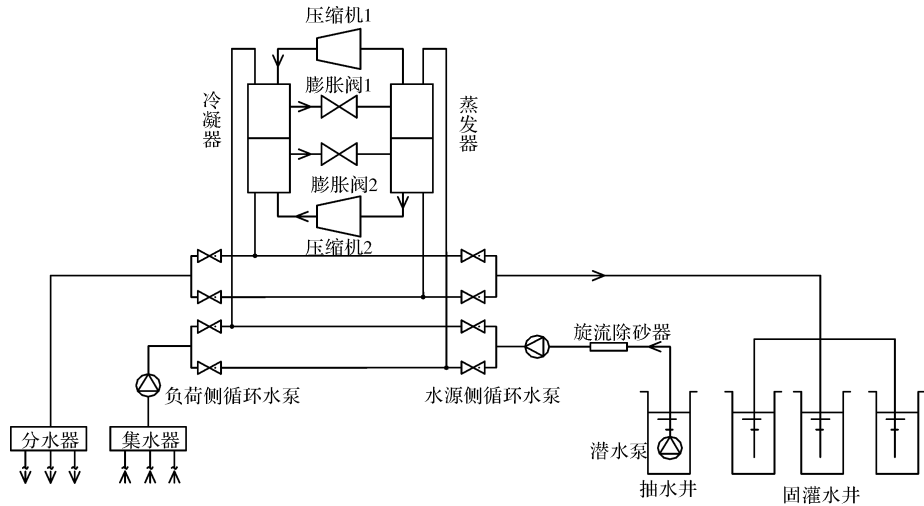 压缩机1
冷凝器
膨胀阀1
蒸发器
膨胀阀2
压缩机2
旋流除砂器
负荷侧循环水泵
水源侧循环水泵
分水器
集水器
潜水泵
抽水井
固灌水井